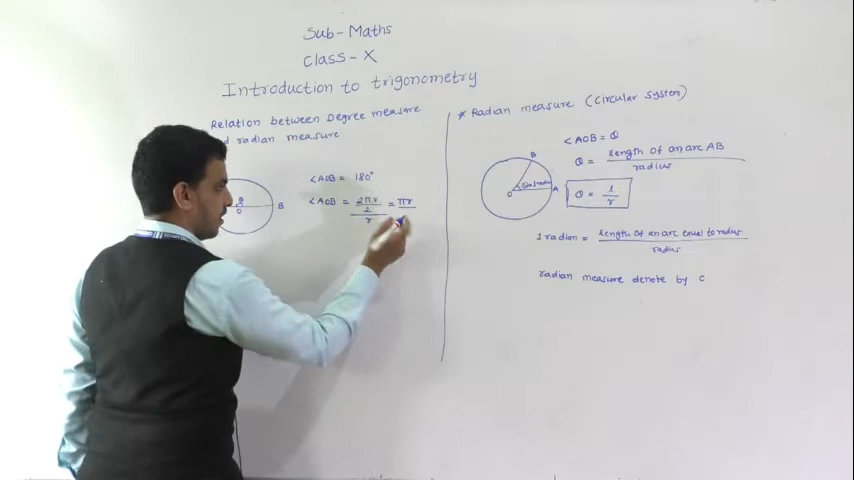 Sub-Maths
Class-X
Introduction to trigonometry
Relation between Degree measure
d radian measure
O
B
∠AOB = 180°
∠AOB = 2πr/2 / r = πr
* Radian measure (Circular System)
B
O
A
∠AOB = θ
θ = length of an arc AB / radius
θ = l / r
1 radian = length of an arc equal to radius / radius
radian measure denote by c